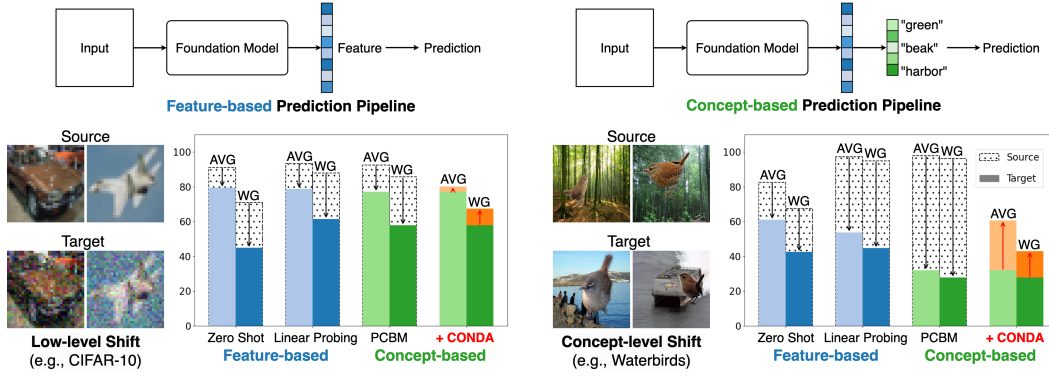 Input
Foundation Model
Feature
Prediction
Feature-based Prediction Pipeline
Source
Target
Low-level Shift
(e.g., CIFAR-10)
100
80
60
40
20
0
AVG
WG
AVG
WG
AVG
WG
AVG
WG
Zero Shot
Linear Probing
PCBM
+ CONDA
Feature-based
Concept-based
Input
Foundation Model
"green"
"beak"
"harbor"
Prediction
Concept-based Prediction Pipeline
Source
Target
Concept-level Shift
(e.g., Waterbirds)
100
80
60
40
20
0
AVG
WG
AVG
WG
AVG
WG
AVG
WG
Source
Target
Zero Shot
Linear Probing
PCBM
+ CONDA
Feature-based
Concept-based